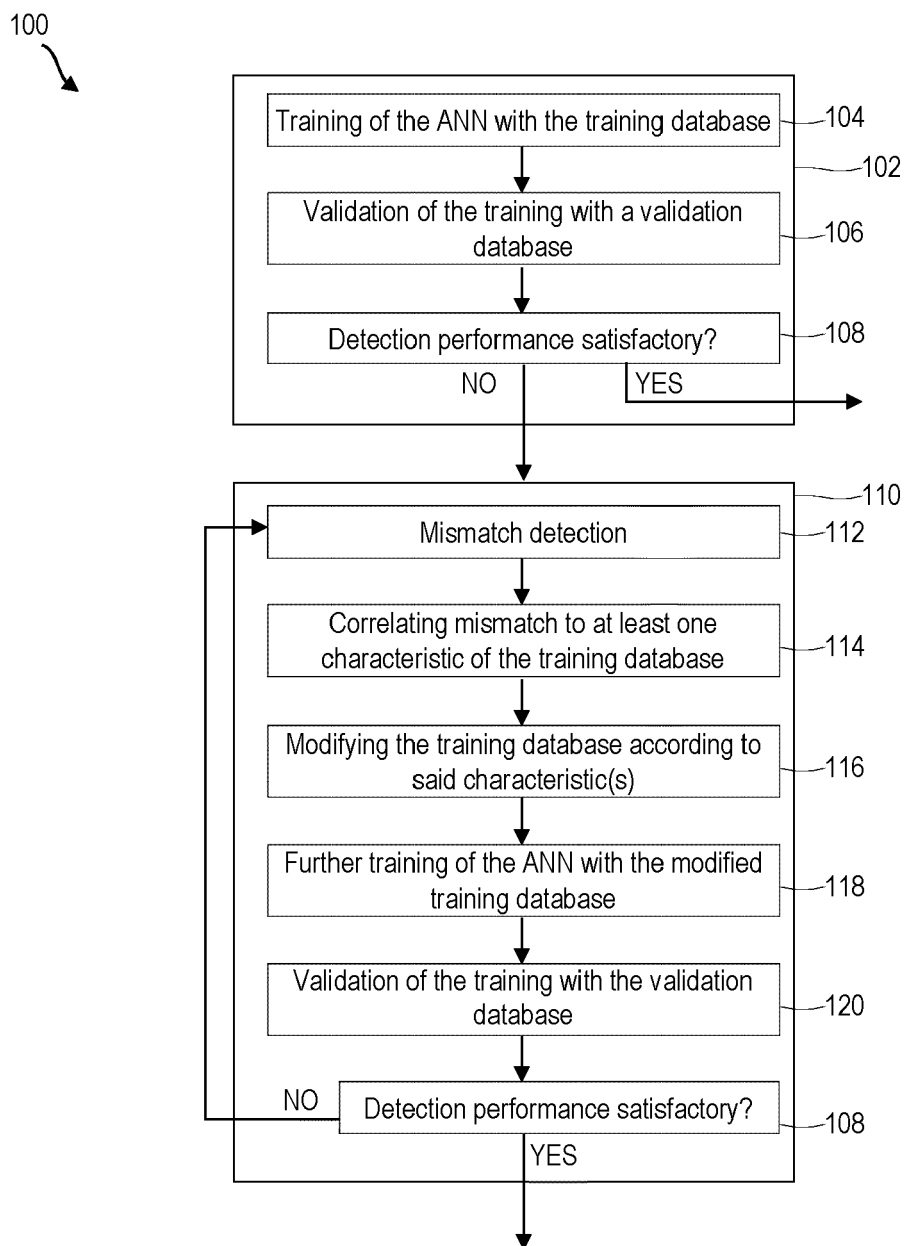 100
Training of the ANN with the training database
104
102
Validation of the training with a validation
database
106
Detection performance satisfactory?
108
NO
YES
110
Mismatch detection
112
Correlating mismatch to at least one
characteristic of the training database
114
Modifying the training database according to
said characteristic(s)
116
Further training of the ANN with the modified
training database
118
Validation of the training with the validation
database
120
NO
Detection performance satisfactory?
108
YES